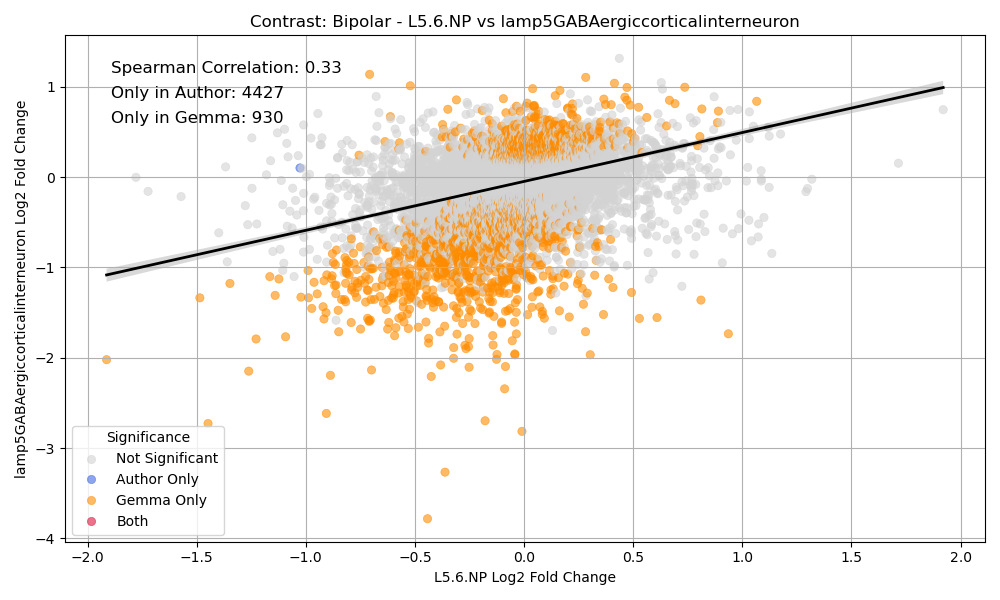 Contrast: Bipolar - L5.6.NP vs lamp5GABAergiccorticalinterneuron
Spearman Correlation: 0.33
Only in Author: 4427
Only in Gemma: 930
lamp5GABAergiccorticalinterneuron Log2 Fold Change
1
0
−1
−2
−3
−4
Significance
Not Significant
Author Only
Gemma Only
Both
−2.0 −1.5 −1.0 −0.5 0.0 0.5 1.0 1.5 2.0
L5.6.NP Log2 Fold Change